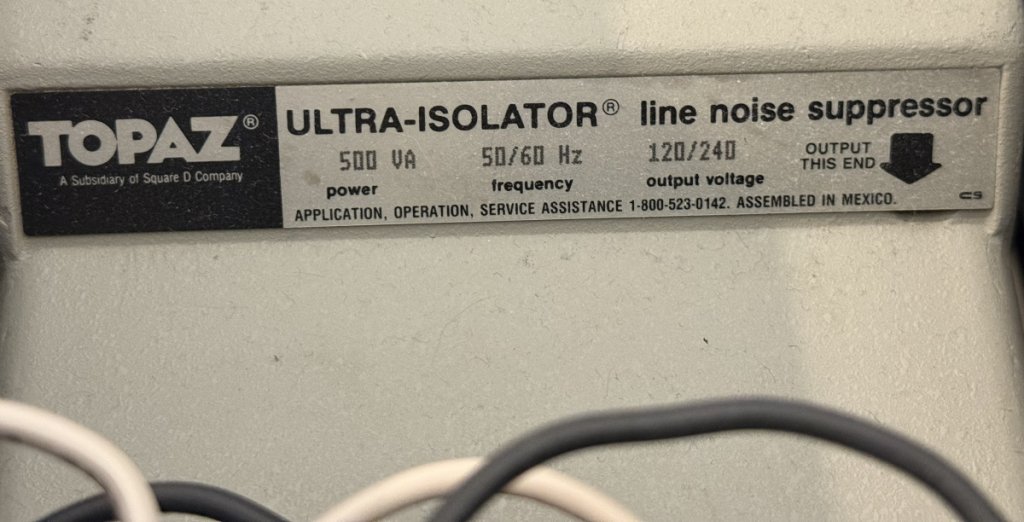 TOPAZ®
A Subsidiary of Square D Company
ULTRA-ISOLATOR® line noise suppressor
500 VA 50/60 Hz 120/240
power frequency output voltage
OUTPUT
THIS END
APPLICATION, OPERATION, SERVICE ASSISTANCE 1-800-523-0142. ASSEMBLED IN MEXICO.